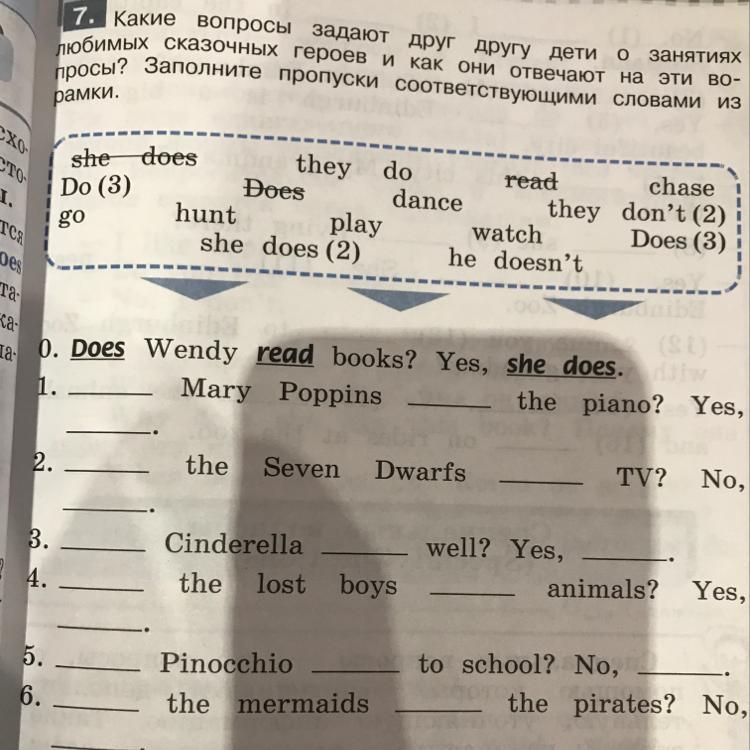 7. Какие вопросы задают друг другу дети о занятиях
любимых сказочных героев и как они отвечают на эти во-
просы? Заполните пропуски соответствующими словами из
рамки.
she does they do read chase
Do (3) Does dance they don't (2)
go hunt play watch Does (3)
she does (2) he doesn't
0. Does Wendy read books? Yes, she does.
1. ______ Mary Poppins ______ the piano? Yes,
______.
2. ______ the Seven Dwarfs ______ TV? No,
______.
3. ______ Cinderella ______ well? Yes, ______.
4. ______ the lost boys ______ animals? Yes,
______.
5. ______ Pinocchio ______ to school? No, ______.
6. ______ the mermaids ______ the pirates? No,